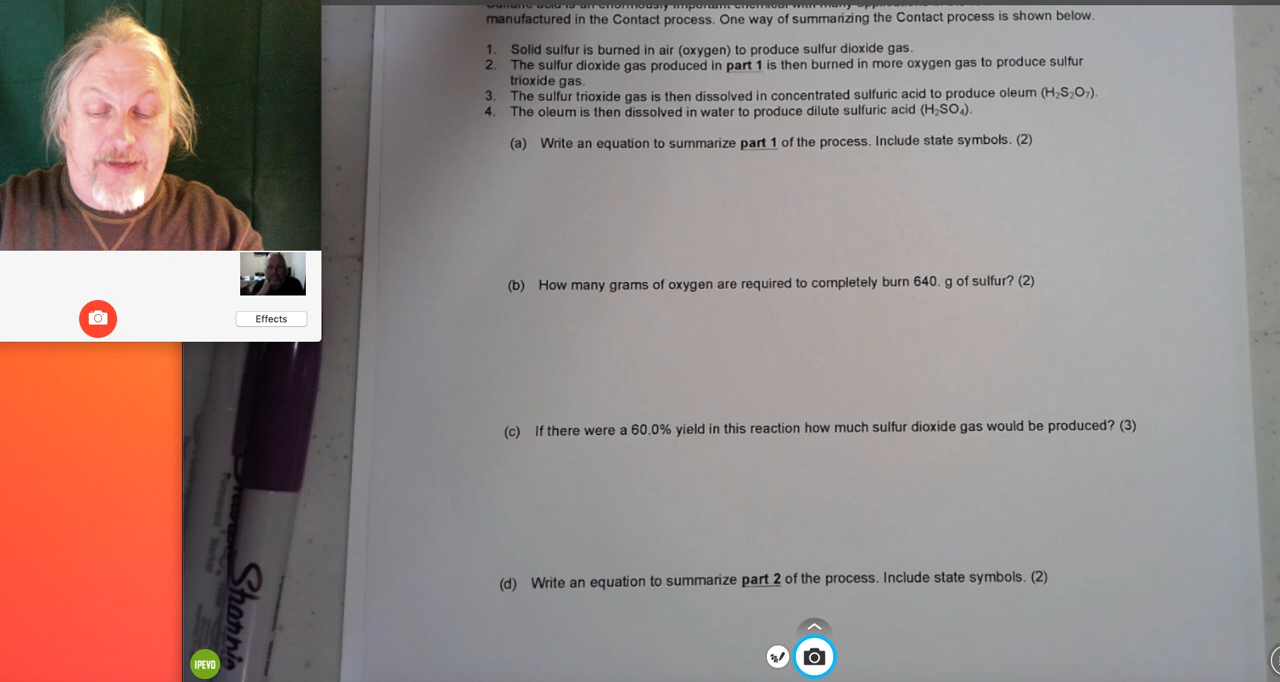 manufactured in the Contact process. One way of summarizing the Contact process is shown below.
1. Solid sulfur is burned in air (oxygen) to produce sulfur dioxide gas.
2. The sulfur dioxide gas produced in part 1 is then burned in more oxygen gas to produce sulfur
trioxide gas.
3. The sulfur trioxide gas is then dissolved in concentrated sulfuric acid to produce oleum (H₂S₂O₇).
4. The oleum is then dissolved in water to produce dilute sulfuric acid (H₂SO₄).
(a) Write an equation to summarize part 1 of the process. Include state symbols. (2)
(b) How many grams of oxygen are required to completely burn 640. g of sulfur? (2)
(c) If there were a 60.0% yield in this reaction how much sulfur dioxide gas would be produced? (3)
(d) Write an equation to summarize part 2 of the process. Include state symbols. (2)
Effects
IPEVO